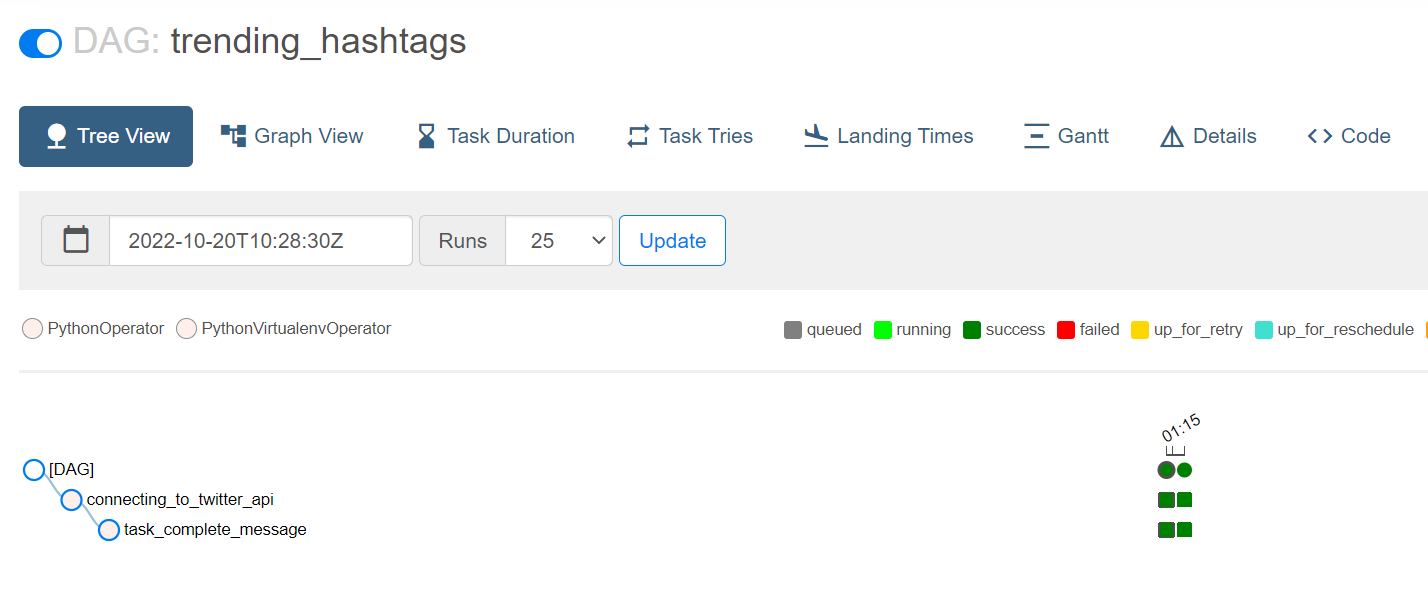 DAG: trending_hashtags
Tree View Graph View Task Duration Task Tries Landing Times Gantt Details Code
2022-10-20T10:28:30Z Runs 25 Update
PythonOperator PythonVirtualenvOperator queued running success failed up_for_retry up_for_reschedule
01:15
[DAG]
connecting_to_twitter_api
task_complete_message